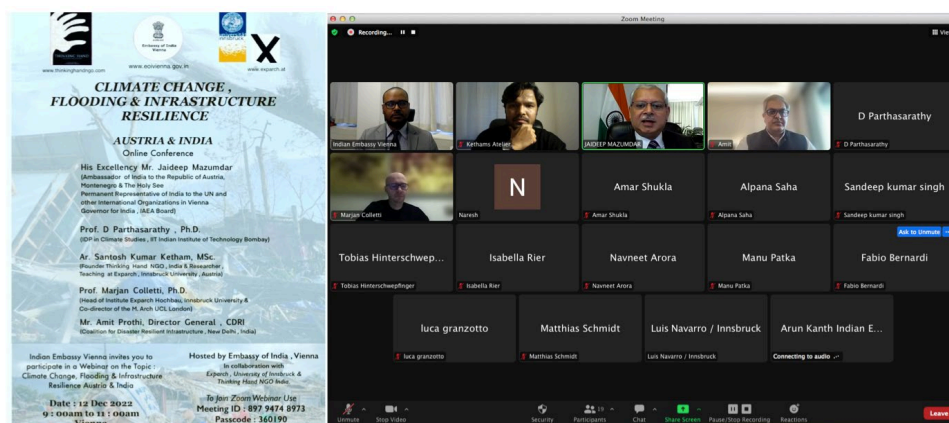 www.thinkinghandngo.com
Embassy of India
Vienna
www.eoivienna.gov.in
www.exparch.at
CLIMATE CHANGE ,
FLOODING & INFRASTRUCTURE
RESILIENCE
AUSTRIA & INDIA
Online Conference
His Excellency Mr. Jaideep Mazumdar
(Ambassador of India to the Republic of Austria,
Montenegro & The Holy See
Permanent Representative of India to the UN and
other International Organizations in Vienna
Governor for India , IAEA Board)
Prof. D Parthasarathy , Ph.D.
(IDP in Climate Studies , IIT Indian Institute of Technology Bombay)
Ar. Santosh Kumar Ketham, MSc.
(Founder Thinking Hand NGO , India & Researcher ,
Teaching at Exparch , Innsbruck University , Austria)
Prof. Marjan Colletti, Ph.D.
(Head of Institute Exparch Hochbau, Innsbruck University &
Co-director of the M. Arch UCL London)
Mr. Amit Prothi, Director General , CDRI
(Coalition for Disaster Resilient Infrastructure , New Delhi , India)
Indian Embassy Vienna invites you to
participate in a Webinar on the Topic :
Climate Change, Flooding & Infrastructure
Resilience Austria & India
Date : 12 Dec 2022
9 : 00am to 11 : 00am
Vienna
Hosted by Embassy of India , Vienna
In collaboration with
Exparch , University of Innsbruck &
Thinking Hand NGO India
To Join Zoom Webinar Use
Meeting ID : 897 9474 8973
Passcode : 360190
Zoom Meeting
Recording...
Indian Embassy Vienna
Kethams Atelier
JAIDEEP MAZUMDAR
Amit
D Parthasarathy
D Parthasarathy
Marjan Colletti
N
Naresh
Amar Shukla
Amar Shukla
Alpana Saha
Alpana Saha
Sandeep kumar singh
Sandeep kumar singh
Ask to Unmute
Tobias Hinterschwep...
Tobias Hinterschwepfinger
Isabella Rier
Isabella Rier
Navneet Arora
Navneet Arora
Manu Patka
Manu Patka
Fabio Bernardi
Fabio Bernardi
luca granzotto
luca granzotto
Matthias Schmidt
Matthias Schmidt
Luis Navarro / Innsbruck
Luis Navarro / Innsbruck
Arun Kanth Indian E...
Connecting to audio
Unmute
Stop Video
Security
19
Participants
Chat
Share Screen
Pause/Stop Recording
Reactions
Leave